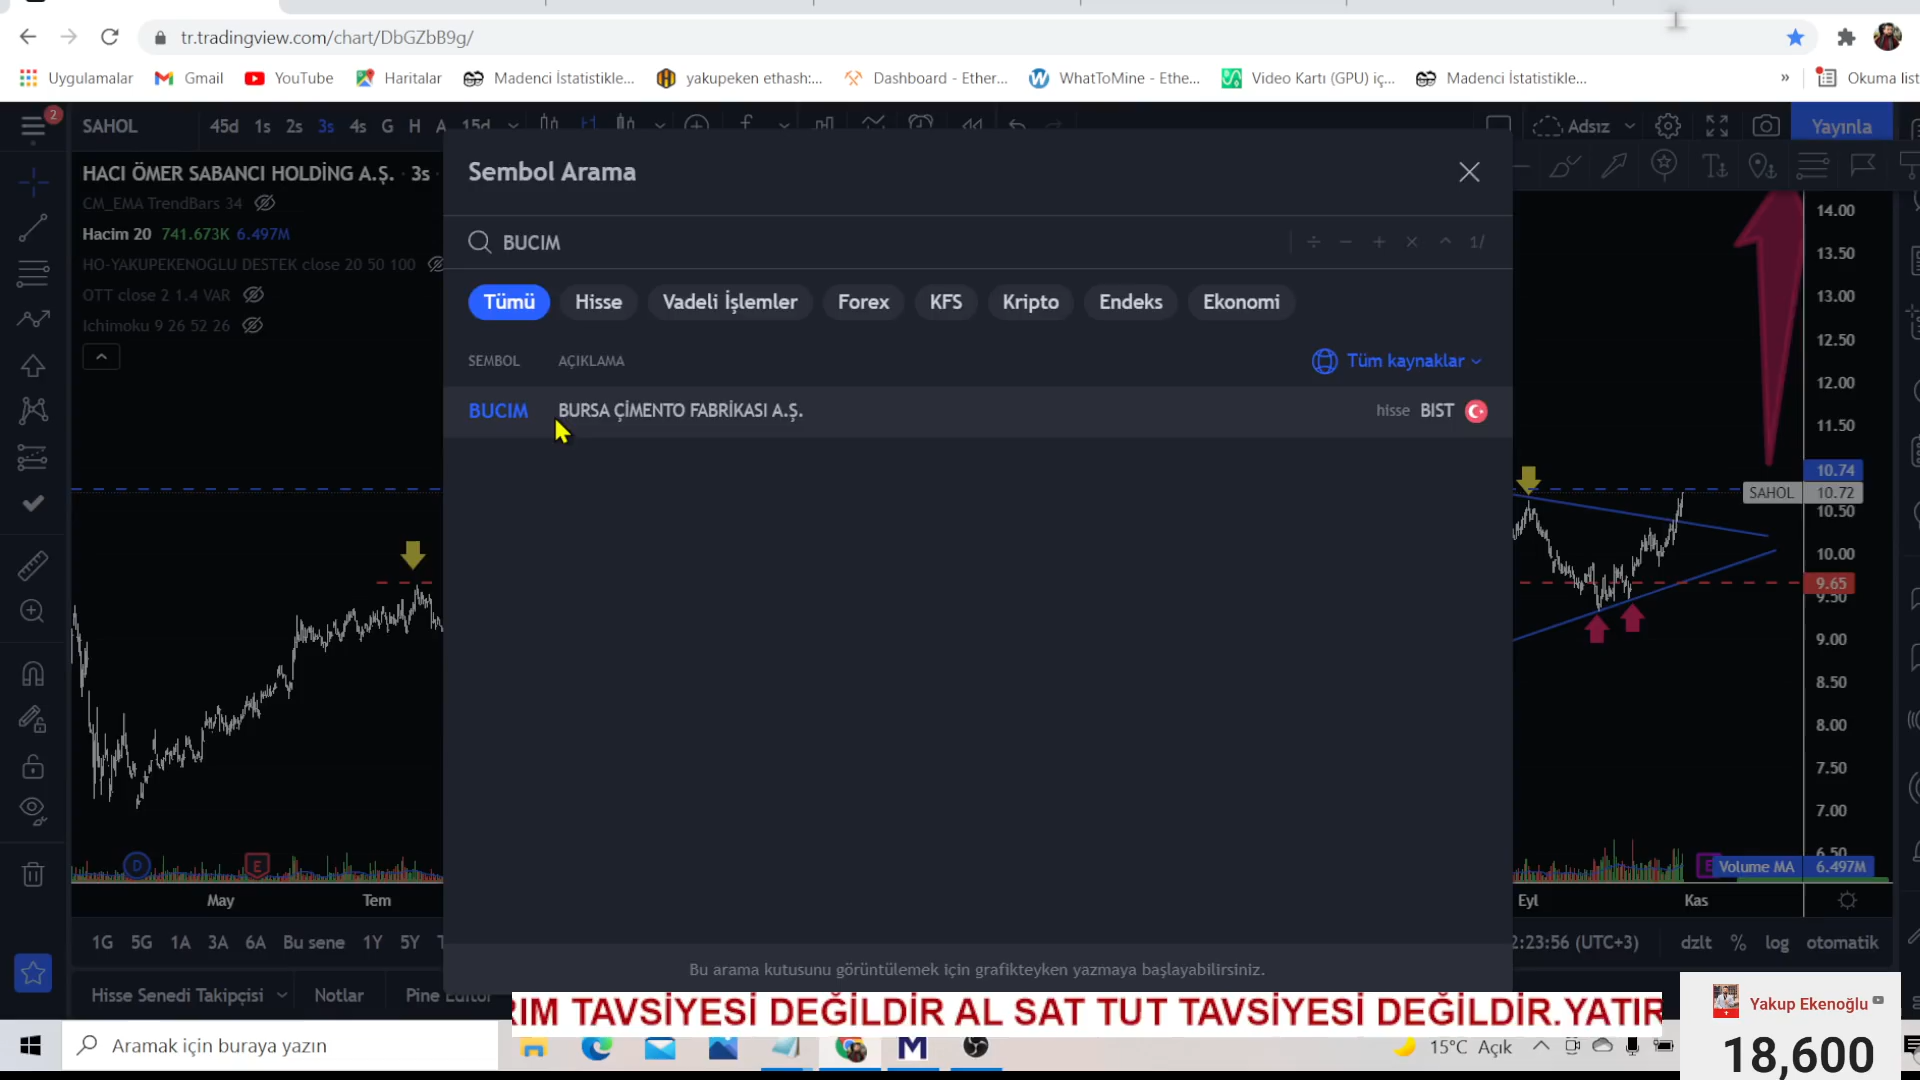 tr.tradingview.com/chart/DbGZbB9g/
Uygulamalar
Gmail
YouTube
Haritalar
Madenci İstatistikle...
yakupeken ethash:...
Dashboard - Ether...
WhatToMine - Ethe...
Video Kartı (GPU) iç...
Madenci İstatistikle...
»
Okuma list
2
SAHOL
45d 1s 2s 3s 4s G H A 15d
Adsız
Yayınla
HACI ÖMER SABANCI HOLDİNG A.Ş. · 3s ·
CM_EMA TrendBars 34
Hacim 20 741.673K 6.497M
HO-YAKUPEKENOGLU DESTEK close 20 50 100
OTT close 2 1.4 VAR
Ichimoku 9 26 52 26
Sembol Arama
BUCIM
÷ − + × ^ 1/
Tümü Hisse Vadeli İşlemler Forex KFS Kripto Endeks Ekonomi
SEMBOL AÇIKLAMA
Tüm kaynaklar
BUCIM BURSA ÇİMENTO FABRİKASI A.Ş. hisse BIST
Bu arama kutusunu görüntülemek için grafikteyken yazmaya başlayabilirsiniz.
14.00
13.50
13.00
12.50
12.00
11.50
10.74
SAHOL 10.72
10.50
10.00
9.65
9.50
9.00
8.50
8.00
7.50
7.00
6.50
D
E
E
Volume MA 6.497M
May Tem Eyl Kas
1G 5G 1A 3A 6A Bu sene 1Y 5Y
2:23:56 (UTC+3) dzlt % log otomatik
Hisse Senedi Takipçisi Notlar Pine Editor
RIM TAVSİYESİ DEĞİLDİR AL SAT TUT TAVSİYESİ DEĞİLDİR.YATIR
Yakup Ekenoğlu
18,600
Aramak için buraya yazın
15°C Açık